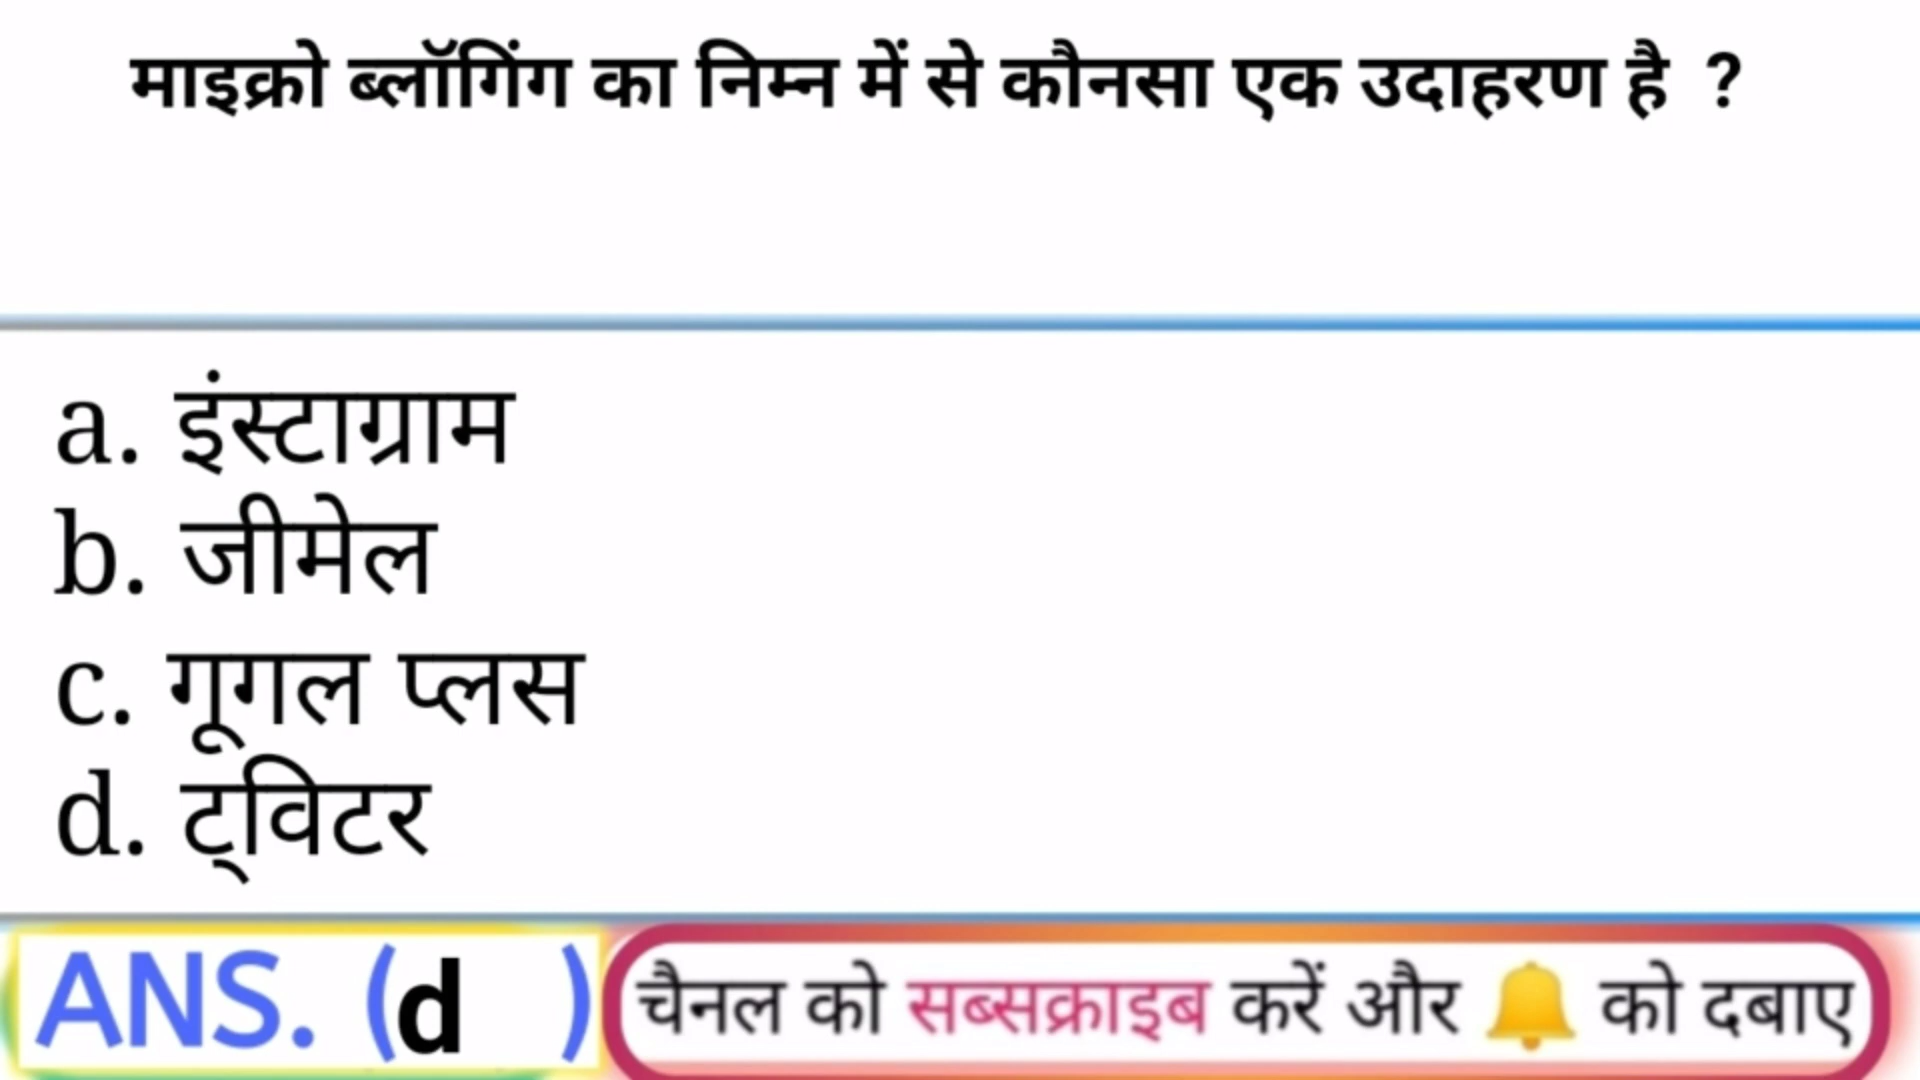 माइक्रो ब्लॉगिंग का निम्न में से कौनसा एक उदाहरण है ?
a. इंस्टाग्राम
b. जीमेल
c. गूगल प्लस
d. ट्विटर
ANS. (d ) चैनल को सब्सक्राइब करें और 🔔 को दबाए